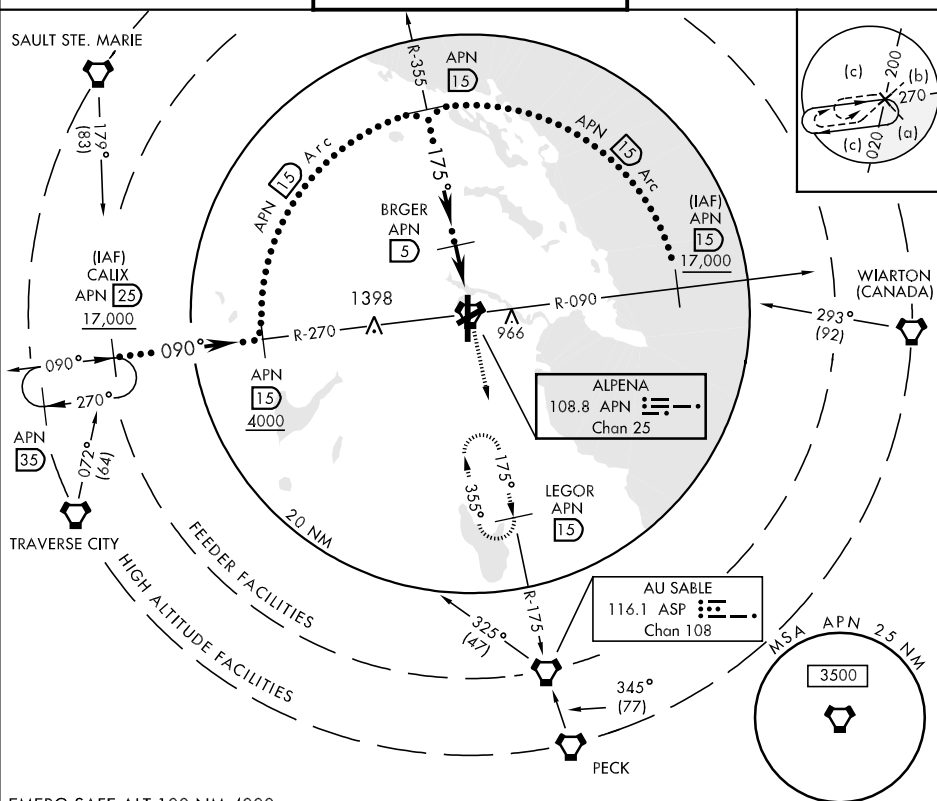 SAULT STE. MARIE
179°
(83)
R-355
APN
15
APN 15 Arc
APN 15 Arc
175°
BRGER
APN
5
(IAF)
APN
15
17,000
(c)
200
(b)
270
(a)
(c)
020
(IAF)
CALIX
APN 25
17,000
1398
R-090
966
WIARTON
(CANADA)
293°
(92)
090°
090°
R-270
270°
APN
15
4000
APN
35
072°
(64)
TRAVERSE CITY
ALPENA
108.8 APN
Chan 25
175°
355°
LEGOR
APN
15
20 NM
FEEDER FACILITIES
HIGH ALTITUDE FACILITIES
R-175
325°
(47)
AU SABLE
116.1 ASP
Chan 108
345°
(77)
PECK
MSA APN 25 NM
3500
EMERG SAFE ALT 100 NM 4000